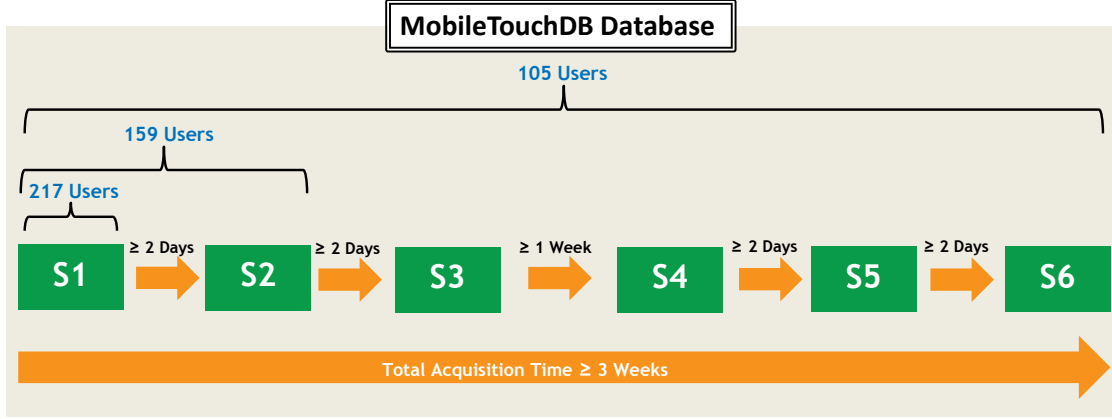 MobileTouchDB Database
105 Users
159 Users
217 Users
≥ 2 Days
≥ 2 Days
≥ 1 Week
≥ 2 Days
≥ 2 Days
S1
S2
S3
S4
S5
S6
Total Acquisition Time ≥ 3 Weeks